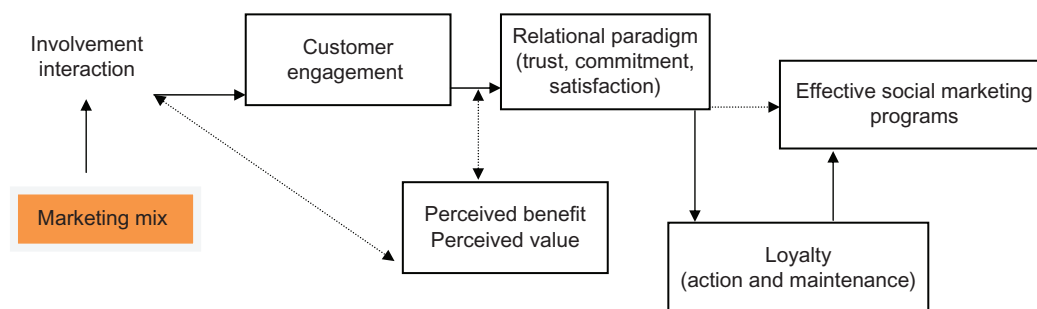 Involvement
interaction
Customer
engagement
Relational paradigm
(trust, commitment,
satisfaction)
Effective social marketing
programs
Marketing mix
Perceived benefit
Perceived value
Loyalty
(action and maintenance)